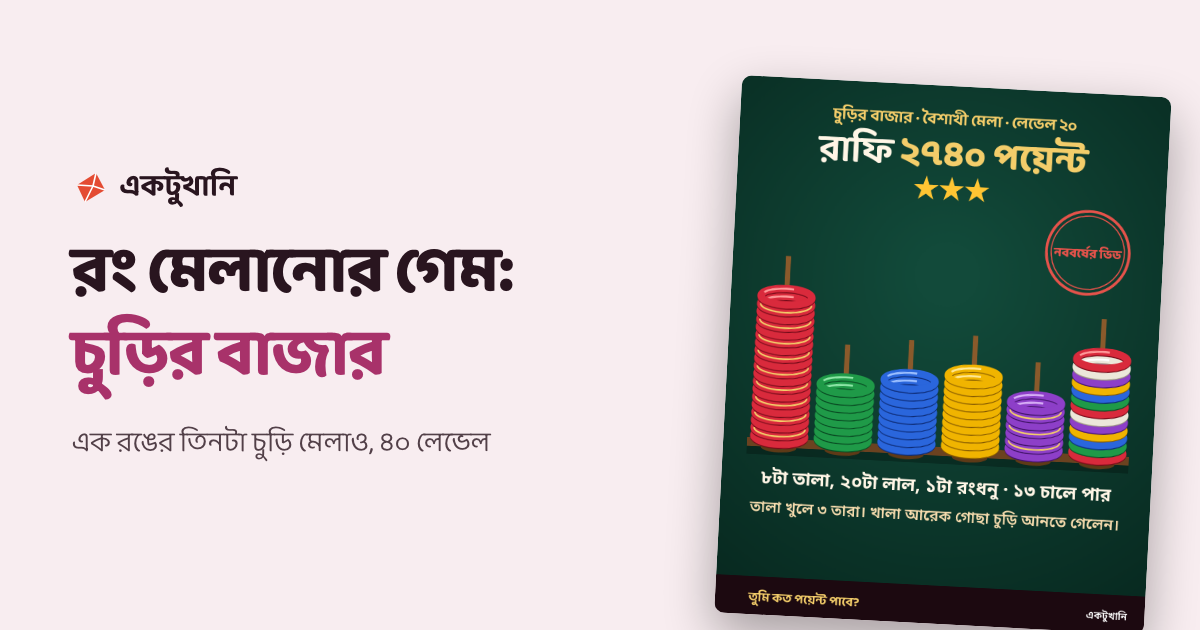 একটুখানি
রং মেলানোর গেম:
চুড়ির বাজার
এক রঙের তিনটা চুড়ি মেলাও, ৪০ লেভেল
চুড়ির বাজার · বৈশাখী মেলা · লেভেল ২০
রাফি ২৭৪০ পয়েন্ট
নববর্ষের ভিড
৮টা তালা, ২০টা লাল, ১টা রংধনু · ১৩ চালে পার
তালা খুলে ৩ তারা। খালা আরেক গোছা চুড়ি আনতে গেলেন।
তুমি কত পয়েন্ট পাবে?
একটুখানি